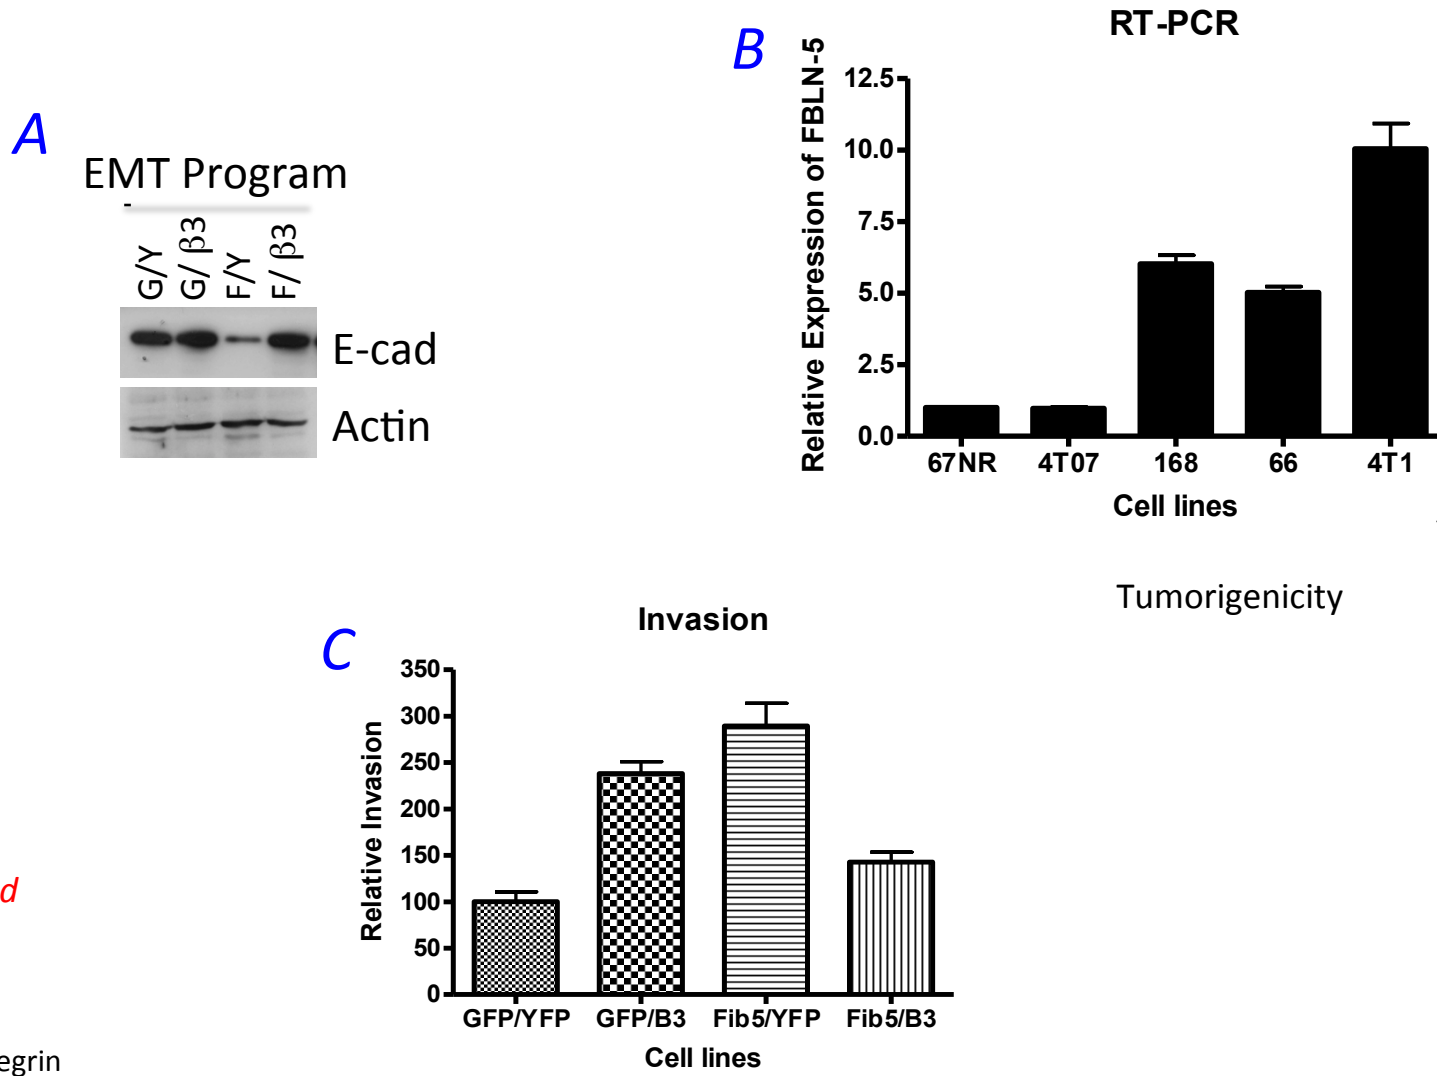 A
EMT Program
G/Y
G/ β3
F/Y
F/ β3
E-cad
Actin
B
RT-PCR
Relative Expression of FBLN-5
12.5
10.0
7.5
5.0
2.5
0.0
67NR 4T07 168 66 4T1
Cell lines
Tumorigenicity
C
Invasion
Relative Invasion
350
300
250
200
150
100
50
0
GFP/YFP GFP/B3 Fib5/YFP Fib5/B3
Cell lines
d
egrin